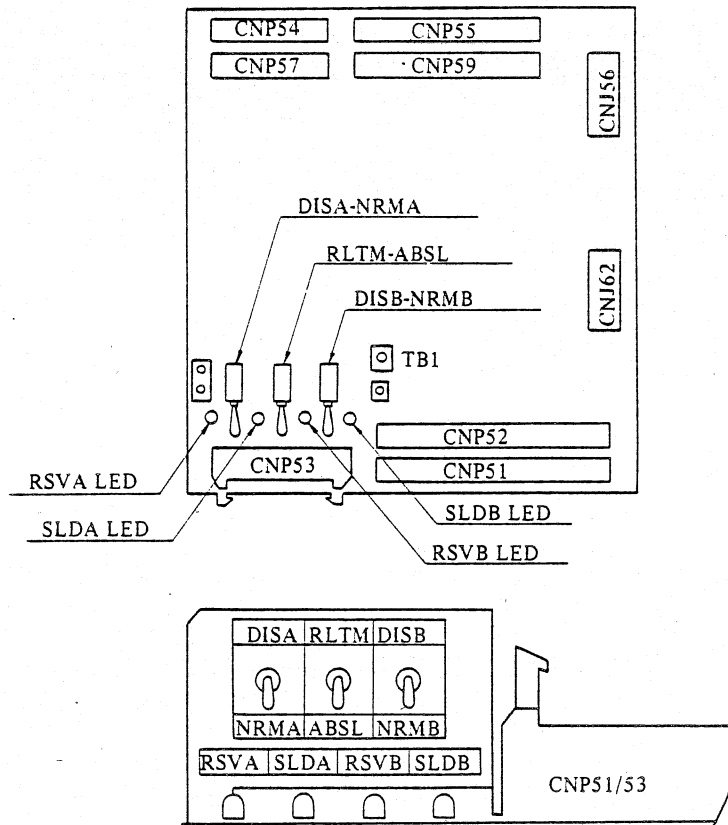 CNP54 CNP55
CNP57 CNP59
CNJ56
DISA-NRMA
RLTM-ABSL
CNJ62
DISB-NRMB
TB1
CNP52
CNP53 CNP51
RSVA LED
SLDB LED
SLDA LED
RSVB LED
DISA RLTM DISB
NRMA ABSL NRMB
RSVA SLDA RSVB SLDB
CNP51/53